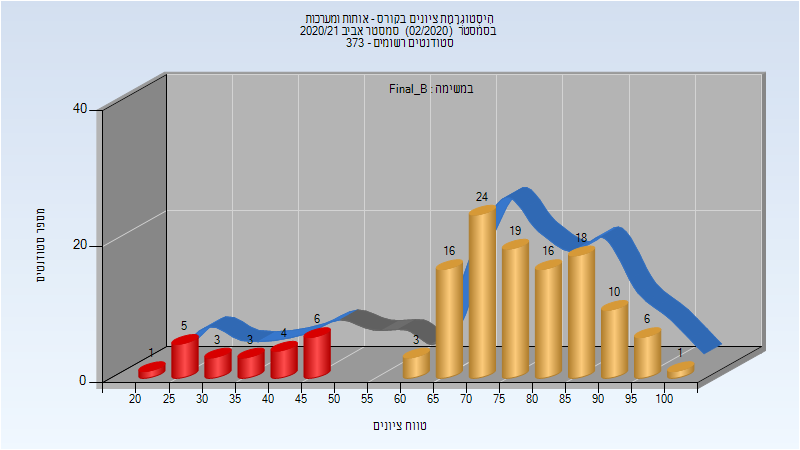 היסטוגרמת ציונים בקורס - אותות ומערכות
בסמסטר (02/2020) סמסטר אביב 2020/21
סטודנטים רשומים - 373
במשימה : Final_B
מספר סטודנטים
40
20
0
1
5
3
3
4
6
3
16
24
19
16
18
10
6
1
20 25 30 35 40 45 50 55 60 65 70 75 80 85 90 95 100
טווח ציונים